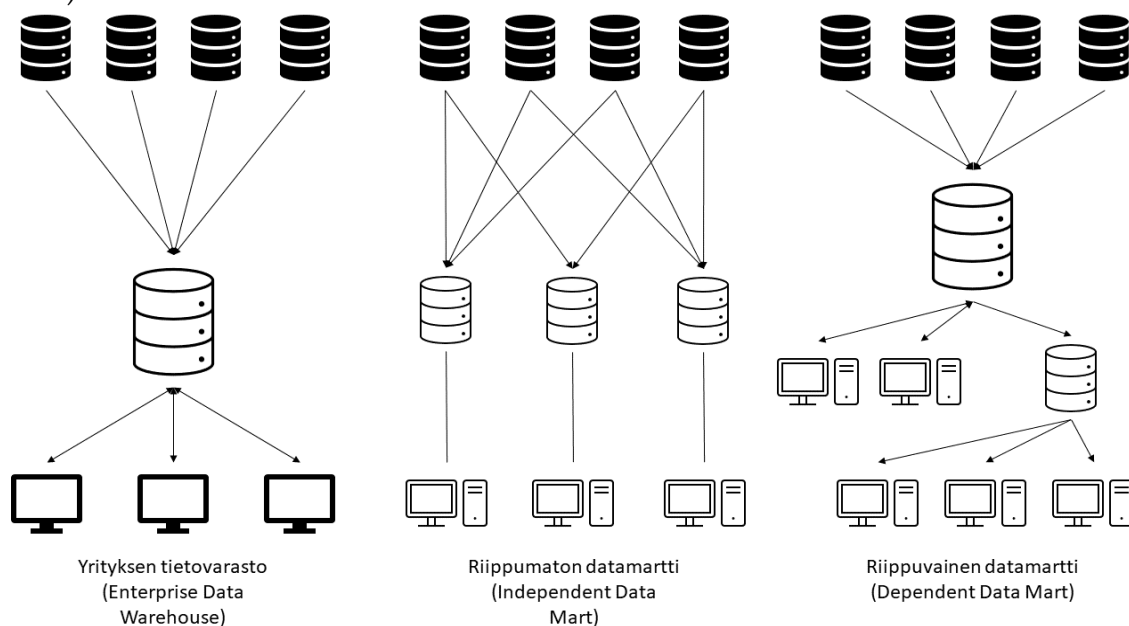 Yrityksen tietovarasto
(Enterprise Data
Warehouse)
Riippumaton datamartti
(Independent Data
Mart)
Riippuvainen datamartti
(Dependent Data Mart)